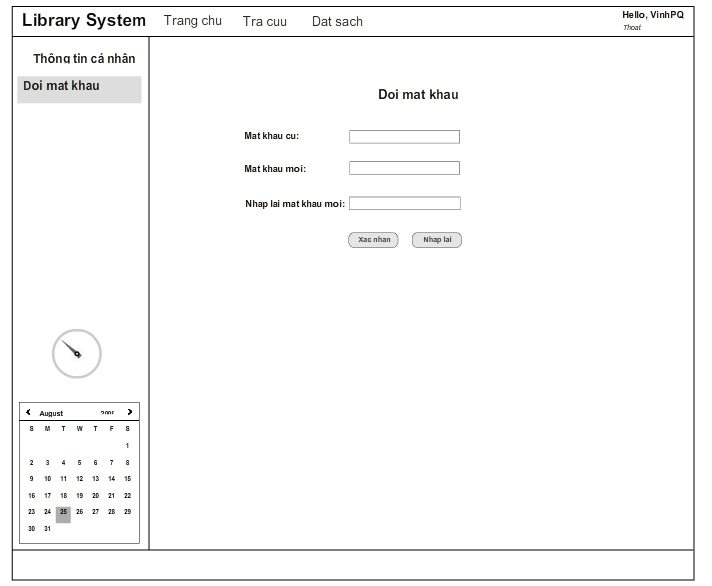 Library System Trang chu Tra cuu Dat sach
Hello, VinhPQ
Thoat
Thông tin cá nhân
Doi mat khau
Doi mat khau
Mat khau cu:
Mat khau moi:
Nhap lai mat khau moi:
Xac nhan Nhap lai
August
S M T W T F S
1
2 3 4 5 6 7 8
9 10 11 12 13 14 15
16 17 18 19 20 21 22
23 24 25 26 27 28 29
30 31